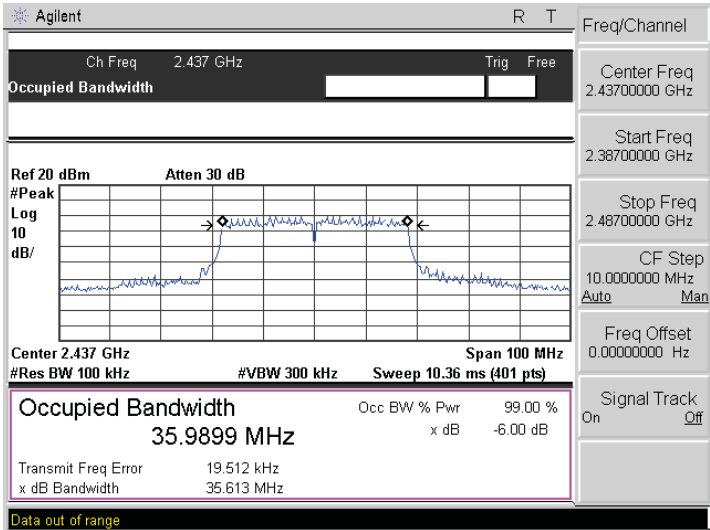 Agilent
R T
Freq/Channel
Ch Freq 2.437 GHz Trig Free
Occupied Bandwidth
Center Freq
2.43700000 GHz
Start Freq
2.38700000 GHz
Stop Freq
2.48700000 GHz
CF Step
10.0000000 MHz
Auto Man
Freq Offset
0.00000000 Hz
Signal Track
On Off
Ref 20 dBm Atten 30 dB
#Peak
Log
10
dB/
Center 2.437 GHz Span 100 MHz
#Res BW 100 kHz #VBW 300 kHz Sweep 10.36 ms (401 pts)
Occupied Bandwidth Occ BW % Pwr 99.00 %
35.9899 MHz x dB -6.00 dB
Transmit Freq Error 19.512 kHz
x dB Bandwidth 35.613 MHz
Data out of range